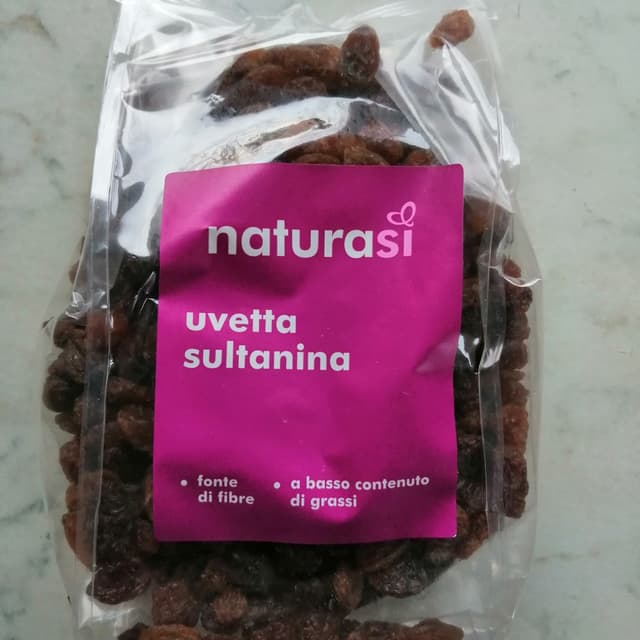 naturasì
uvetta
sultanina
• fonte
di fibre
• a basso contenuto
di grassi